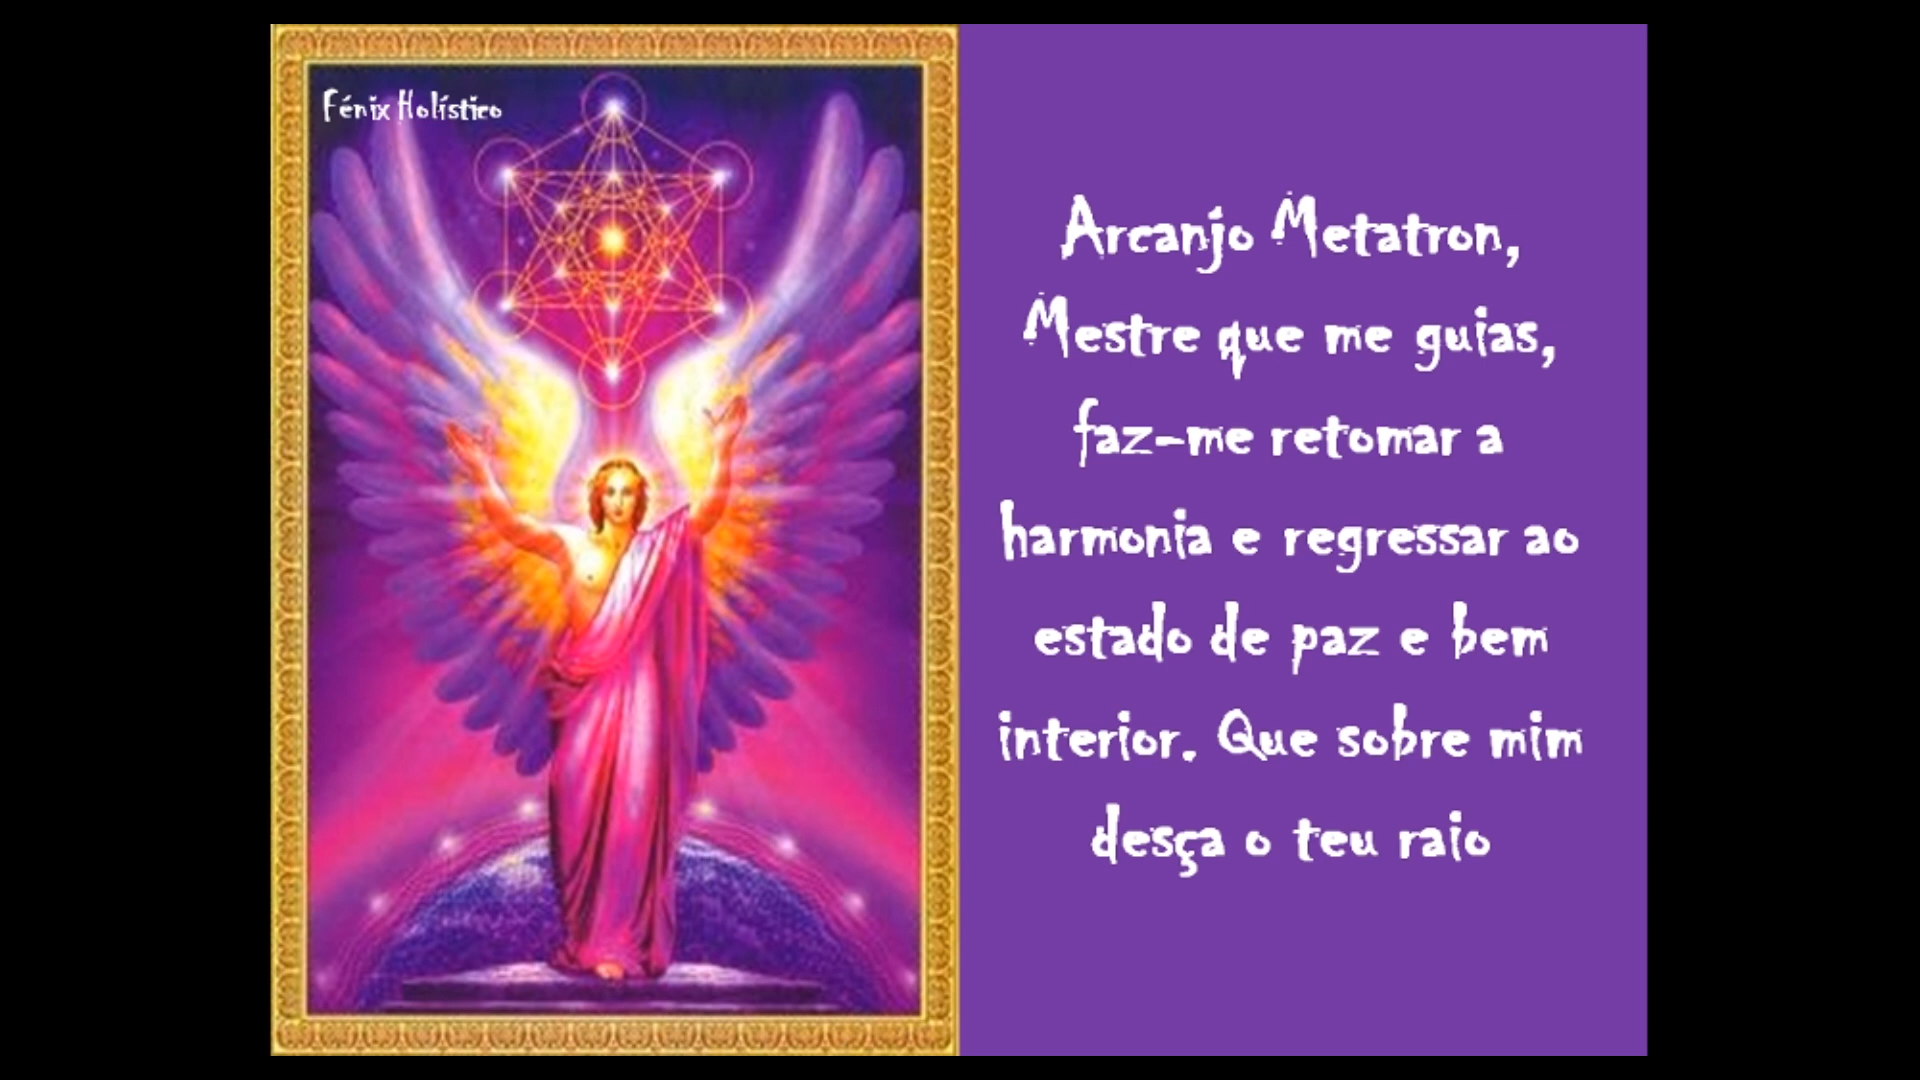 Fénix Holístico
Arcanjo Metatron,
Mestre que me guias,
faz-me retomar a
harmonia e regressar ao
estado de paz e bem
interior. Que sobre mim
desça o teu raio